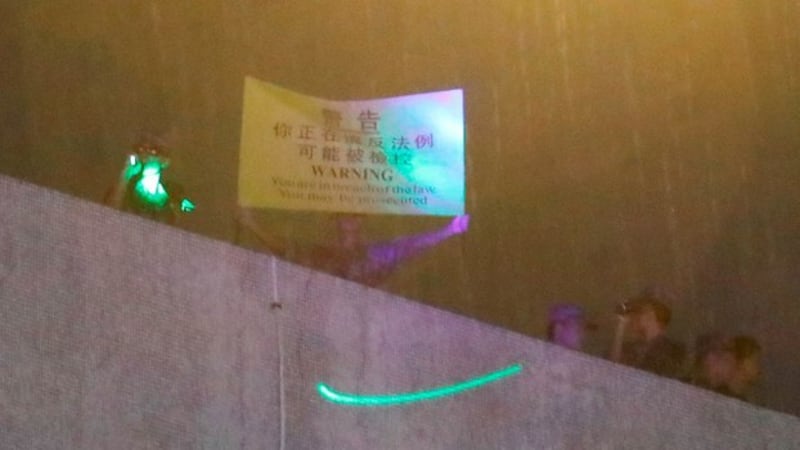 警告
你正在違反法例
可能被檢控
WARNING
You are in breach of the law.
You may be prosecuted